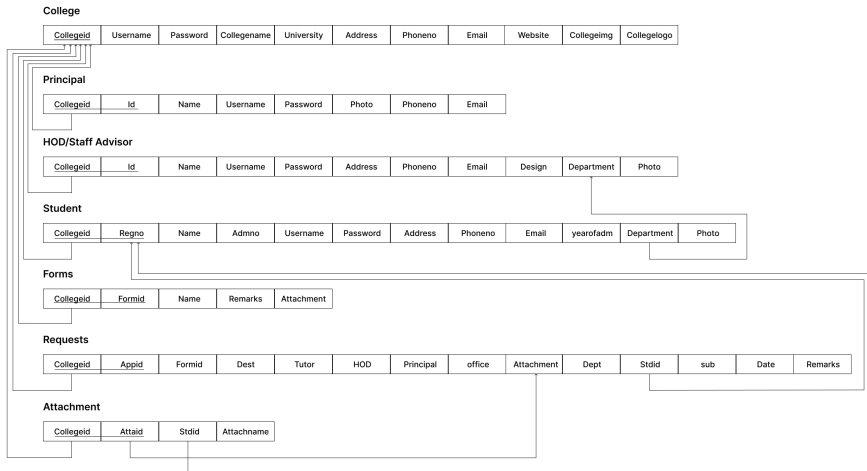 College
Collegeid Username Password Collegename University Address Phoneno Email Website Collegeimg Collegelogo
Principal
Collegeid Id Name Username Password Photo Phoneno Email
HOD/Staff Advisor
Collegeid Id Name Username Password Address Phoneno Email Design Department Photo
Student
Collegeid Regno Name Admno Username Password Address Phoneno Email yearofadm Department Photo
Forms
Collegeid Formid Name Remarks Attachment
Requests
Collegeid Appid Formid Dest Tutor HOD Principal office Attachment Dept Stdid sub Date Remarks
Attachment
Collegeid Attaid Stdid Attachname